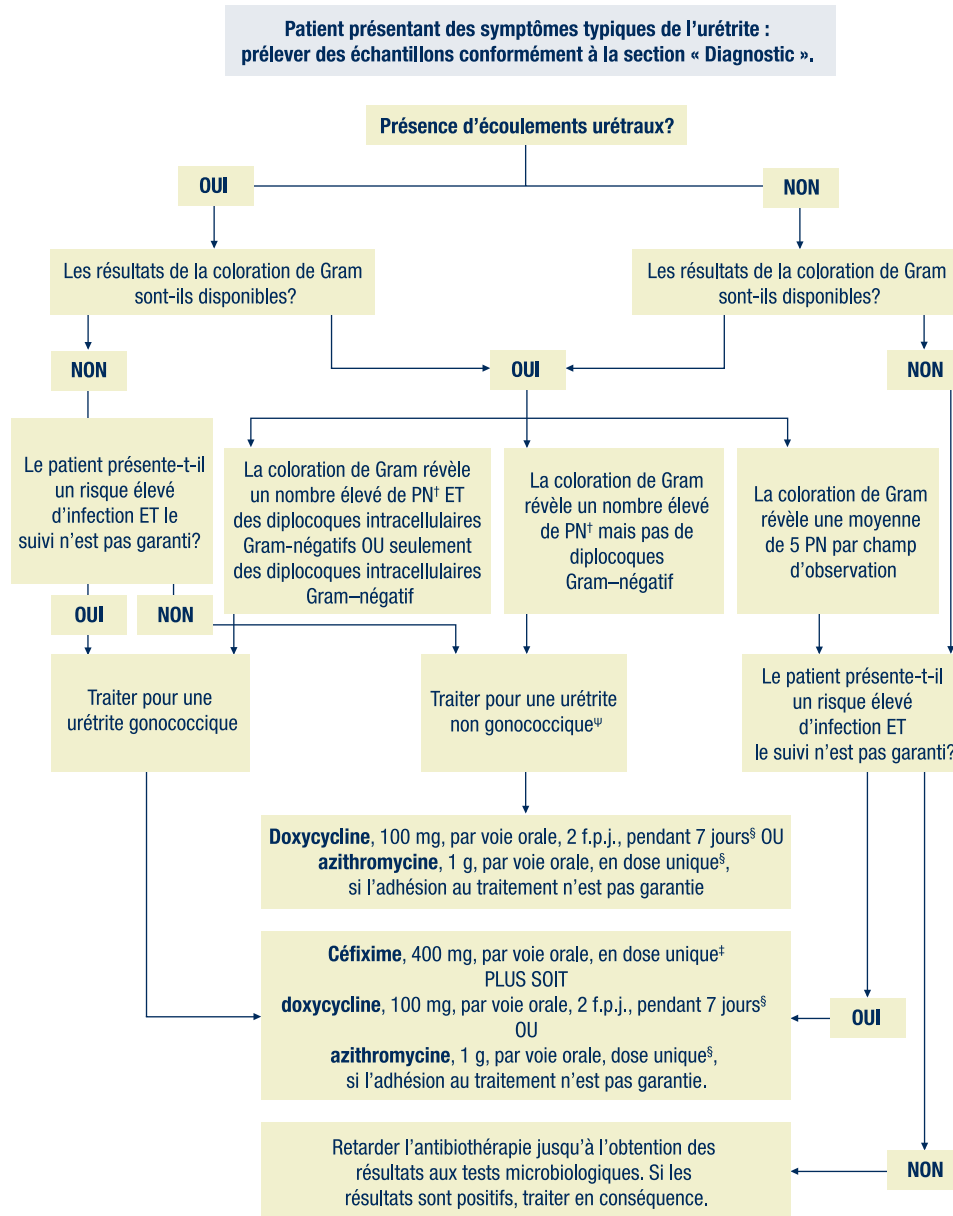 Patient présentant des symptômes typiques de l'urétrite :
prélever des échantillons conformément à la section « Diagnostic ».
Présence d'écoulements urétraux?
OUI
NON
Les résultats de la coloration de Gram
sont-ils disponibles?
Les résultats de la coloration de Gram
sont-ils disponibles?
NON
OUI
NON
Le patient présente-t-il
un risque élevé
d'infection ET le
suivi n'est pas garanti?
La coloration de Gram révèle
un nombre élevé de PN† ET
des diplocoques intracellulaires
Gram-négatifs OU seulement
des diplocoques intracellulaires
Gram–négatif
La coloration de Gram
révèle un nombre élevé
de PN† mais pas de
diplocoques
Gram–négatif
La coloration de Gram
révèle une moyenne
de 5 PN par champ
d'observation
OUI
NON
Traiter pour une
urétrite gonococcique
Traiter pour une urétrite
non gonococciqueᴪ
Le patient présente-t-il
un risque élevé
d'infection ET
le suivi n'est pas garanti?
Doxycycline, 100 mg, par voie orale, 2 f.p.j., pendant 7 jours§ OU
azithromycine, 1 g, par voie orale, en dose unique§,
si l'adhésion au traitement n'est pas garantie
Céfixime, 400 mg, par voie orale, en dose unique‡
PLUS SOIT
doxycycline, 100 mg, par voie orale, 2 f.p.j., pendant 7 jours§
OU
azithromycine, 1 g, par voie orale, dose unique§,
si l'adhésion au traitement n'est pas garantie.
OUI
Retarder l'antibiothérapie jusqu'à l'obtention des
résultats aux tests microbiologiques. Si les
résultats sont positifs, traiter en conséquence.
NON